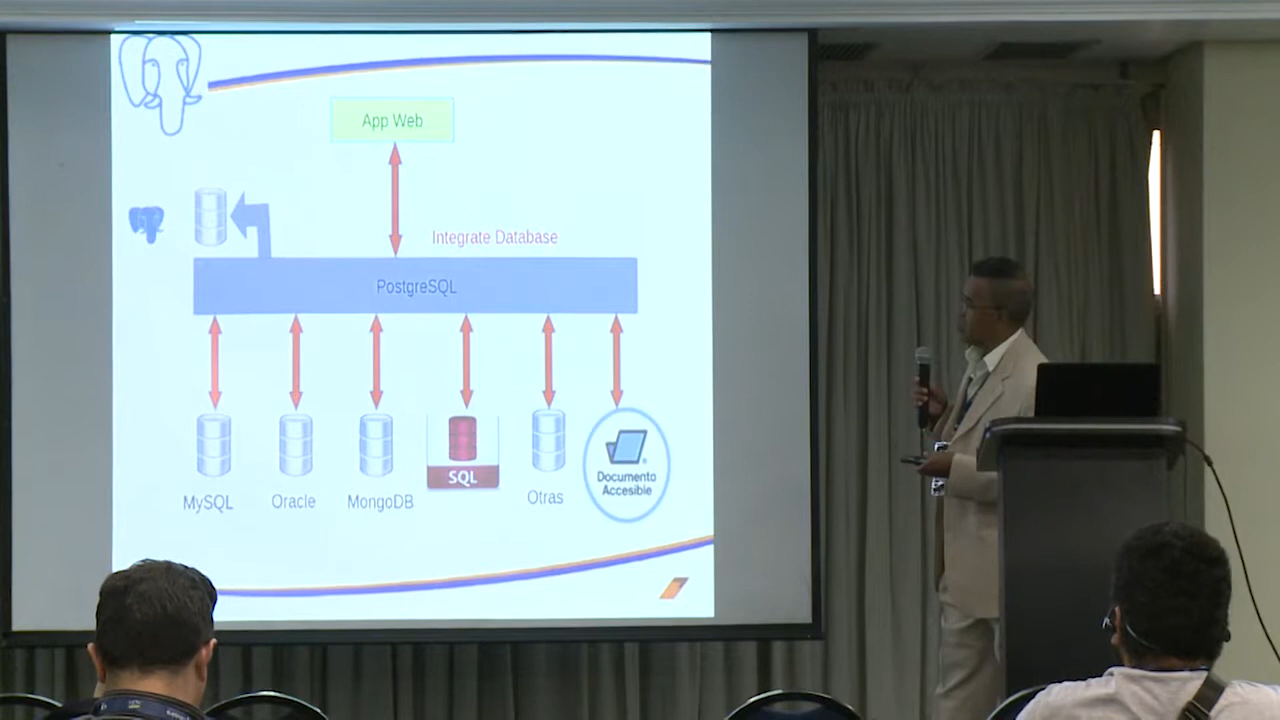 App Web
Integrate Database
PostgreSQL
MySQL
Oracle
MongoDB
SQL
Otras
Documento
Accesible